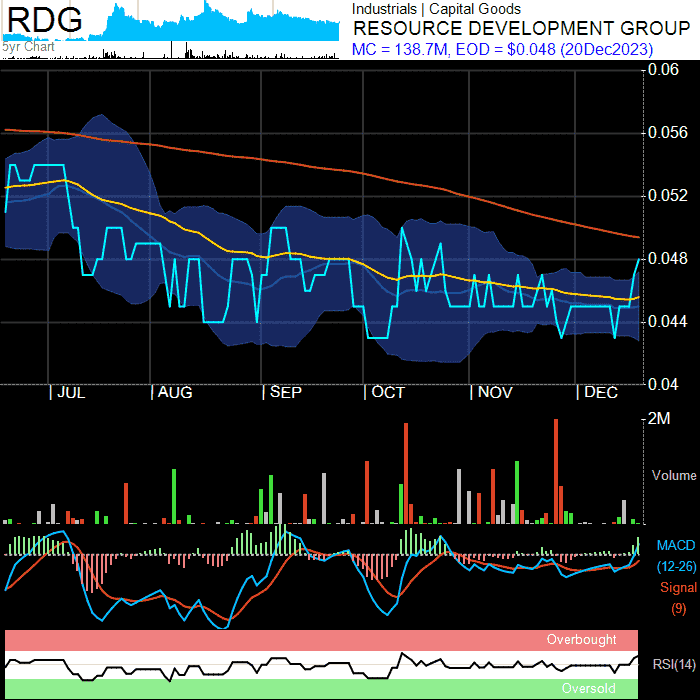 RDG
5yr Chart
Industrials | Capital Goods
RESOURCE DEVELOPMENT GROUP
MC = 138.7M, EOD = $0.048 (20Dec2023)
0.06
0.056
0.052
0.048
0.044
0.04
| JUL | AUG | SEP | OCT | NOV | DEC
2M
Volume
MACD
(12-26)
Signal
(9)
Overbought
RSI(14)
Oversold